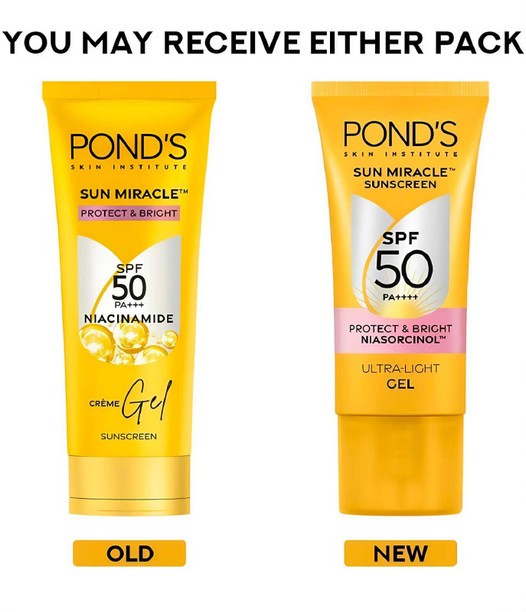 YOU MAY RECEIVE EITHER PACK
POND'S
SKIN INSTITUTE
SUN MIRACLE™
PROTECT & BRIGHT
SPF
50
PA+++
NIACINAMIDE
CRÈME Gel
SUNSCREEN
OLD
POND'S
SKIN INSTITUTE
SUN MIRACLE™
SUNSCREEN
SPF
50
PA++++
PROTECT & BRIGHT
NIASORCINOL™
ULTRA-LIGHT
GEL
NEW